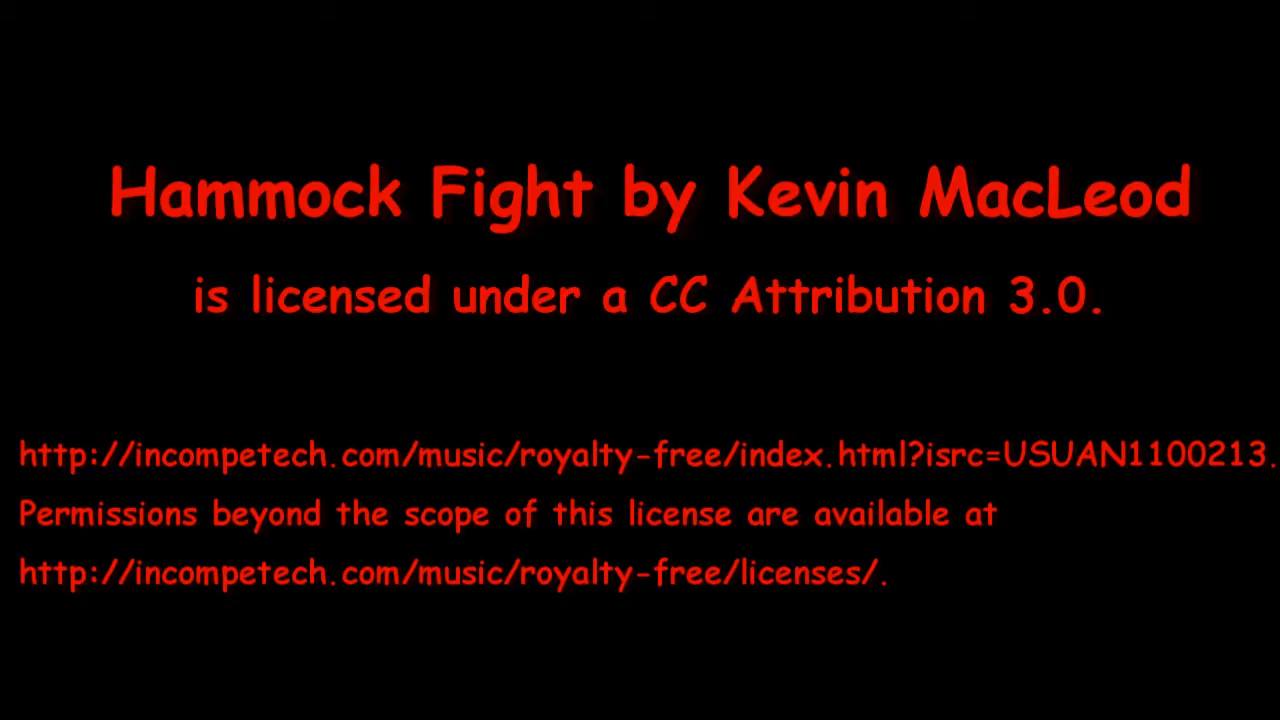 Hammock Fight by Kevin MacLeod
is licensed under a CC Attribution 3.0.
http://incompetech.com/music/royalty-free/index.html?isrc=USUAN1100213.
Permissions beyond the scope of this license are available at
http://incompetech.com/music/royalty-free/licenses/.